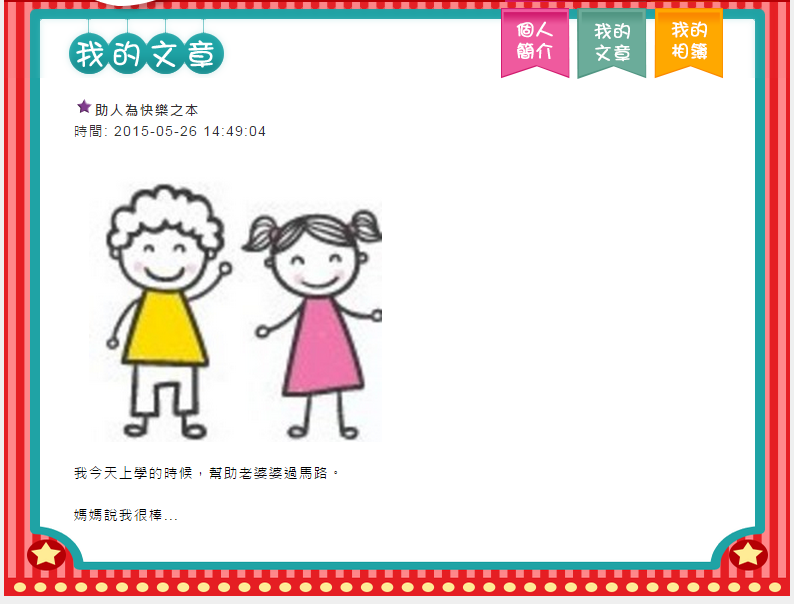 我的文章
個人
簡介
我的
文章
我的
相簿
助人為快樂之本
時間: 2015-05-26 14:49:04
我今天上學的時候，幫助老婆婆過馬路。
媽媽說我很棒...